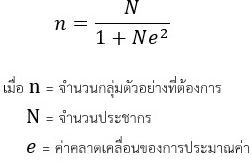 n = N / (1 + Ne²)
เมื่อ n = จำนวนกลุ่มตัวอย่างที่ต้องการ
N = จำนวนประชากร
e = ค่าคลาดเคลื่อนของการประมาณค่า